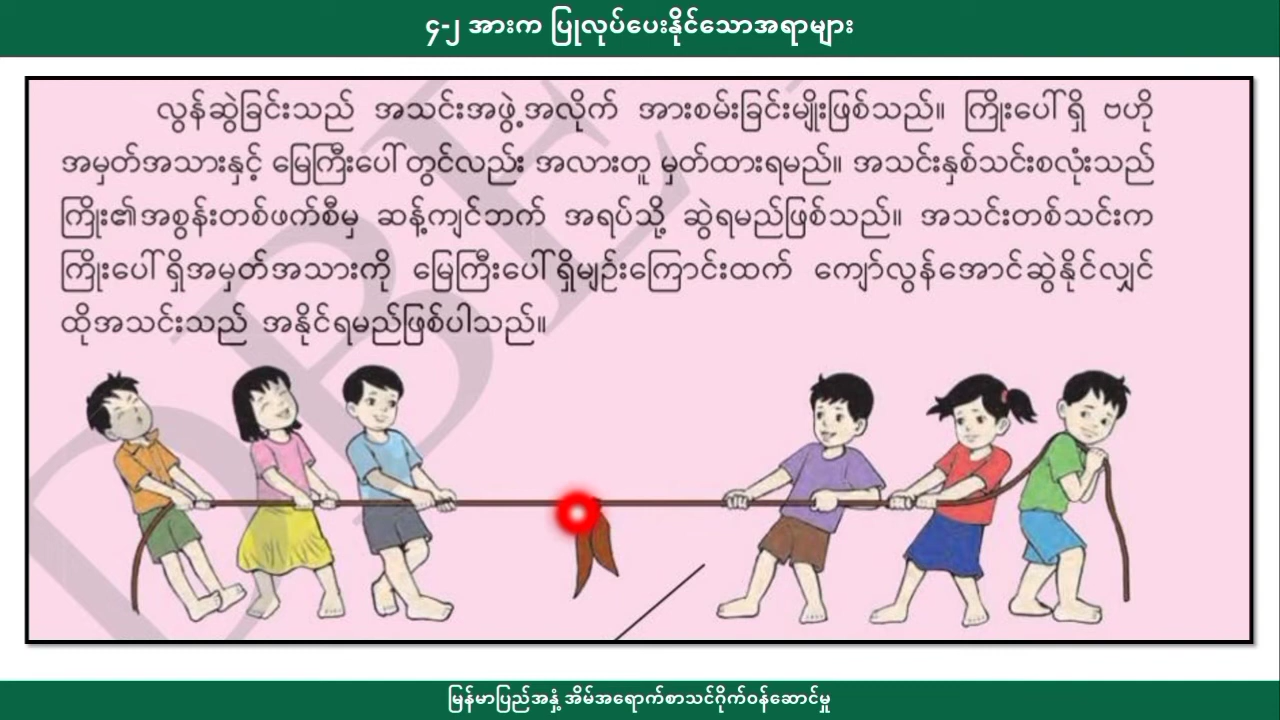 ၄-၂ အားက ပြုလုပ်ပေးနိုင်သောအရာများ
လွန်ဆွဲခြင်းသည် အသင်းအဖွဲ့အလိုက် အားစမ်းခြင်းမျိုးဖြစ်သည်။ ကြိုးပေါ်ရှိ ဗဟို
အမှတ်အသားနှင့် မြေကြီးပေါ်တွင်လည်း အလားတူ မှတ်ထားရမည်။ အသင်းနှစ်သင်းစလုံးသည်
ကြိုး၏အစွန်းတစ်ဖက်စီမှ ဆန့်ကျင်ဘက် အရပ်သို့ ဆွဲရမည်ဖြစ်သည်။ အသင်းတစ်သင်းက
ကြိုးပေါ်ရှိအမှတ်အသားကို မြေကြီးပေါ်ရှိမျဉ်းကြောင်းထက် ကျော်လွန်အောင်ဆွဲနိုင်လျှင်
ထိုအသင်းသည် အနိုင်ရမည်ဖြစ်ပါသည်။
DBE
မြန်မာပြည်အနှံ့ အိမ်အရောက်စာသင်ဂိုက်ဝန်ဆောင်မှု